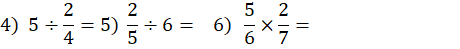 4) 5 ÷ 2/4 = 5) 2/5 ÷ 6 = 6) 5/6 × 2/7 =